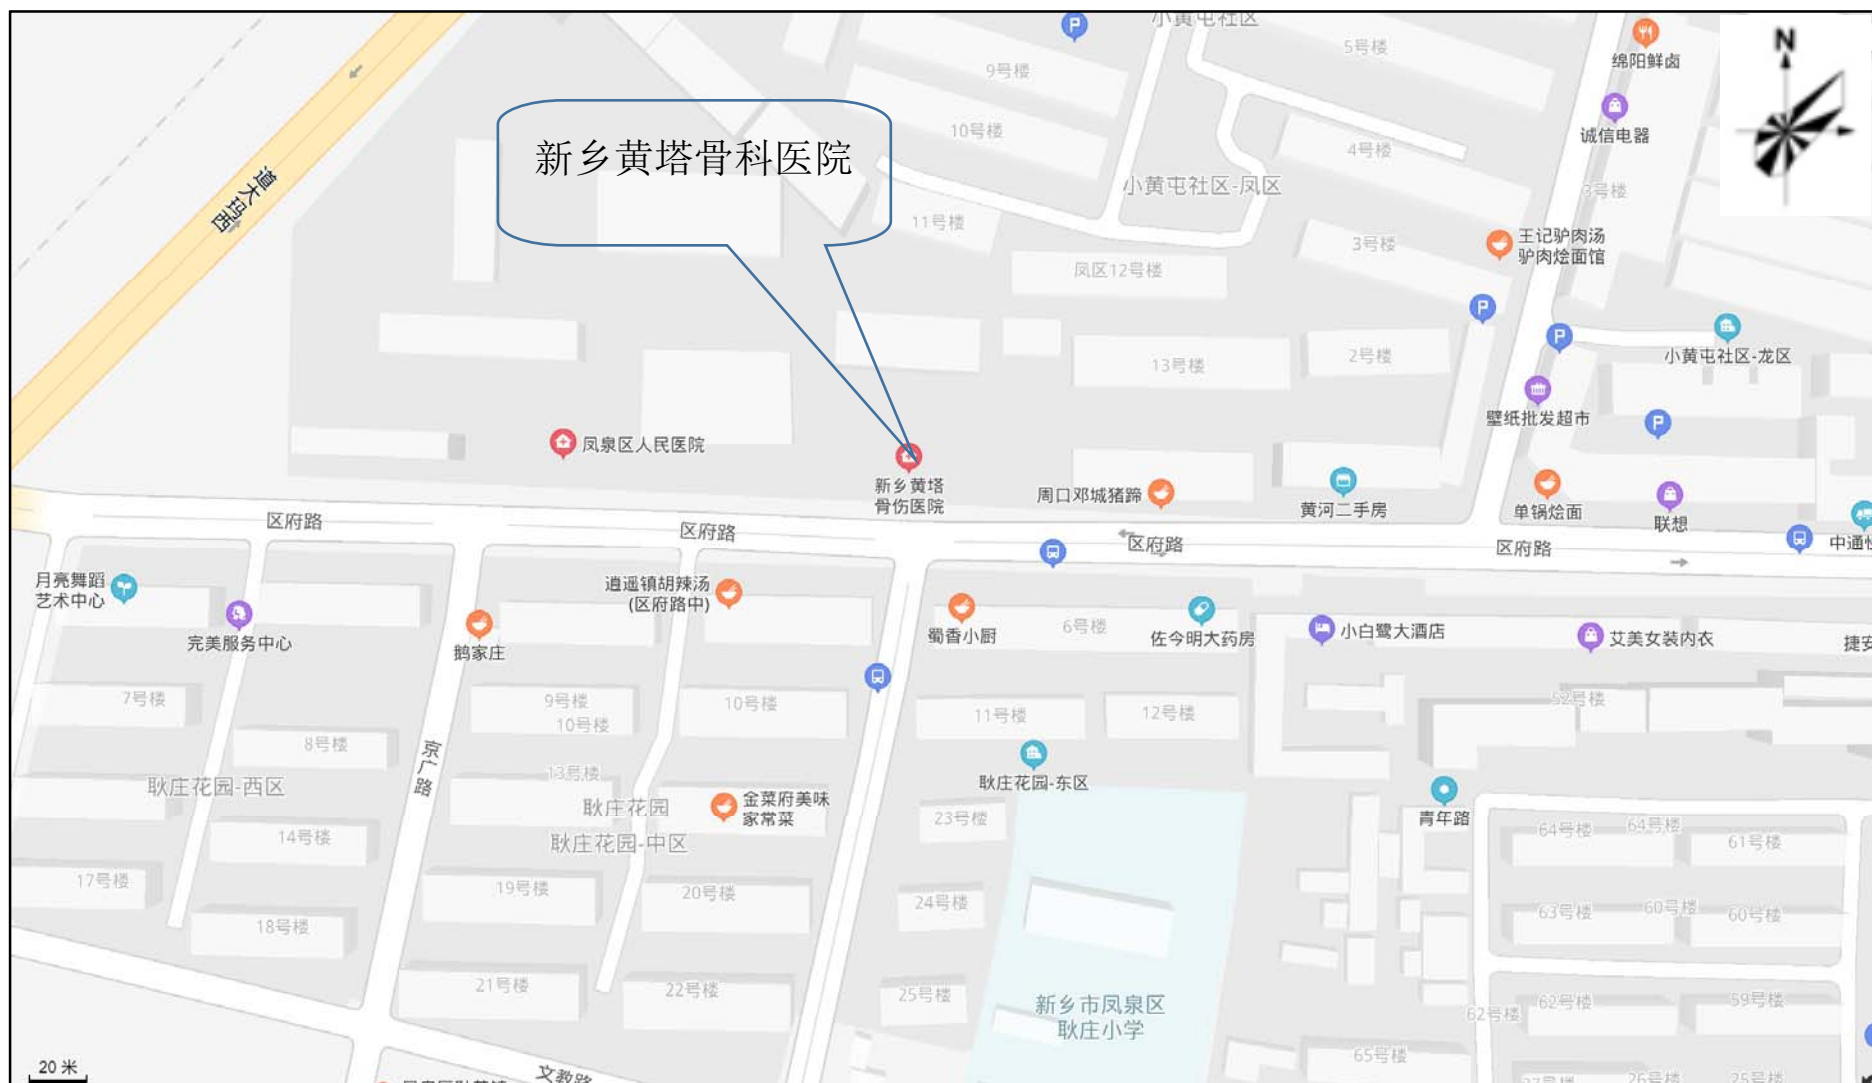 小黄屯社区
5号楼
绵阳鲜卤
N
9号楼
诚信电器
10号楼
4号楼
新乡黄塔骨科医院
小黄屯社区-凤区
3号楼
西玛大道
11号楼
3号楼
王记驴肉汤
驴肉烩面馆
凤区12号楼
13号楼
2号楼
小黄屯社区-龙区
壁纸批发超市
凤泉区人民医院
新乡黄塔
骨伤医院
周口邓城猪蹄
黄河二手房
单锅烩面
联想
区府路
区府路
区府路
区府路
中通快
月亮舞蹈
艺术中心
逍遥镇胡辣汤
(区府路中)
完美服务中心
鹅家庄
蜀香小厨
6号楼
佐今明大药房
小白鹭大酒店
艾美女装内衣
捷安
7号楼
9号楼
10号楼
10号楼
11号楼
12号楼
52号楼
8号楼
京广路
13号楼
耿庄花园-东区
耿庄花园-西区
耿庄花园
金菜府美味
家常菜
耿庄花园-中区
23号楼
青年路
64号楼
64号楼
61号楼
14号楼
17号楼
19号楼
20号楼
24号楼
63号楼
60号楼
60号楼
18号楼
21号楼
22号楼
25号楼
新乡市凤泉区
耿庄小学
62号楼
62号楼
59号楼
65号楼
20 米
文教路
26号楼
25号楼